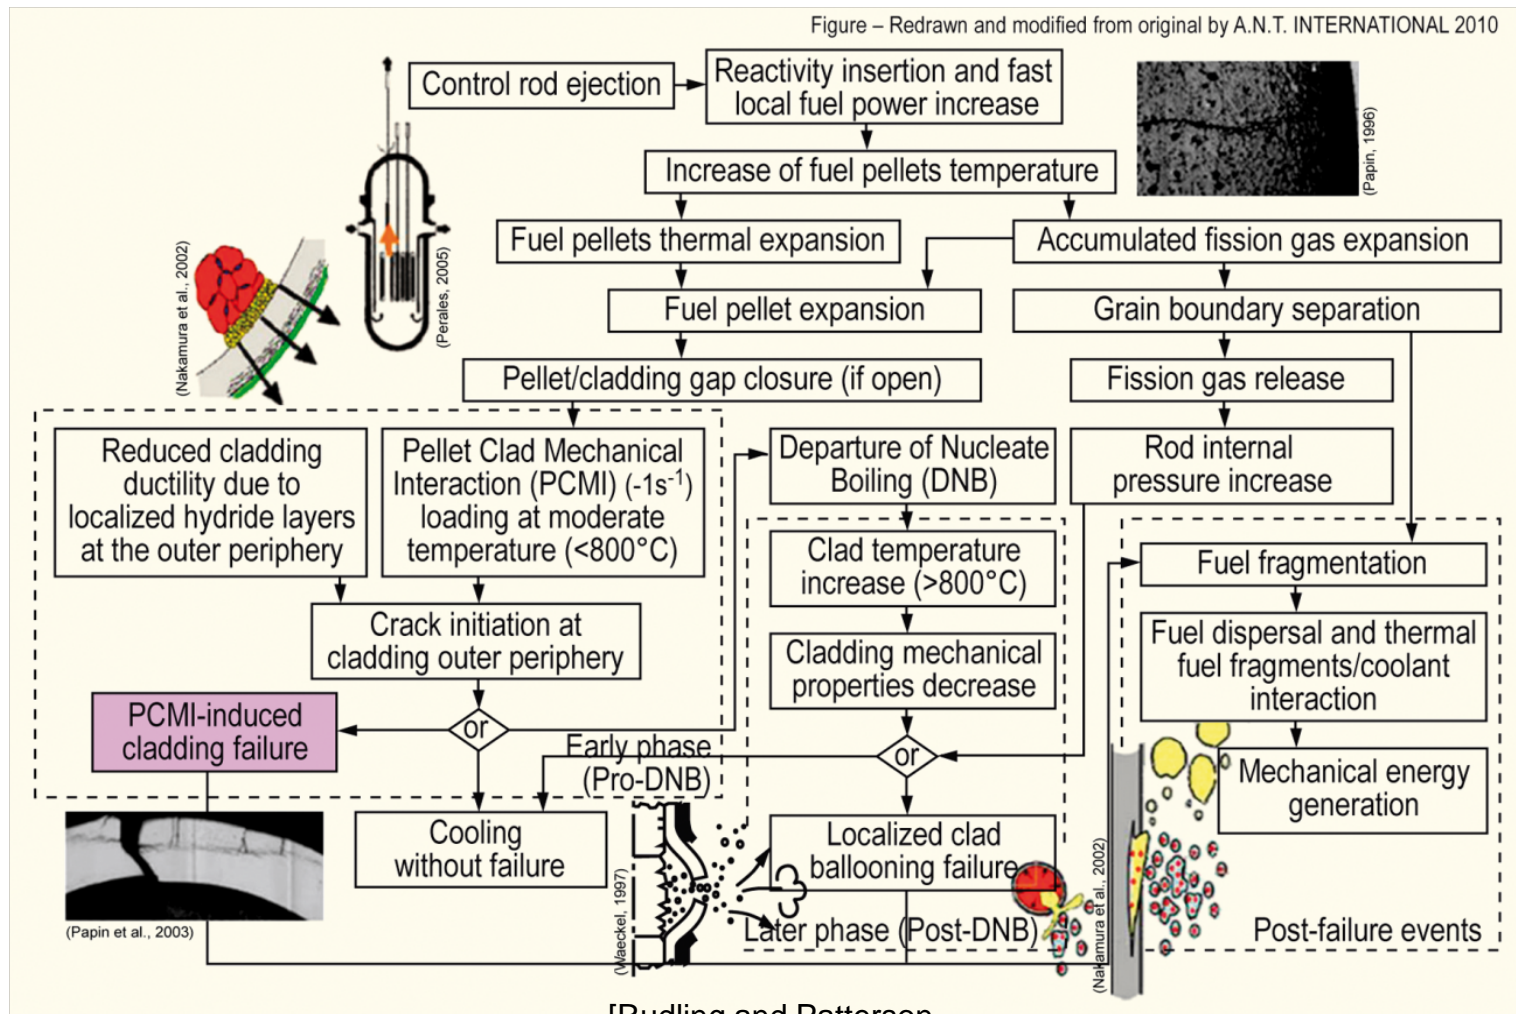 Figure – Redrawn and modified from original by A.N.T. INTERNATIONAL 2010
Control rod ejection
Reactivity insertion and fast
local fuel power increase
(Papin, 1996)
Increase of fuel pellets temperature
Fuel pellets thermal expansion
Accumulated fission gas expansion
(Nakamura et al., 2002)
(Perales, 2005)
Fuel pellet expansion
Grain boundary separation
Pellet/cladding gap closure (if open)
Fission gas release
Reduced cladding
ductility due to
localized hydride layers
at the outer periphery
Pellet Clad Mechanical
Interaction (PCMI) (-1s-1)
loading at moderate
temperature (<800°C)
Departure of Nucleate
Boiling (DNB)
Rod internal
pressure increase
Clad temperature
increase (>800°C)
Fuel fragmentation
Crack initiation at
cladding outer periphery
Cladding mechanical
properties decrease
Fuel dispersal and thermal
fuel fragments/coolant
interaction
PCMI-induced
cladding failure
or
Early phase
(Pro-DNB)
or
Mechanical energy
generation
Cooling
without failure
Localized clad
ballooning failure
(Papin et al., 2003)
(Waeckel, 1997)
Later phase (Post-DNB)
(Nakamura et al., 2002)
Post-failure events
[Rudling and Patterson